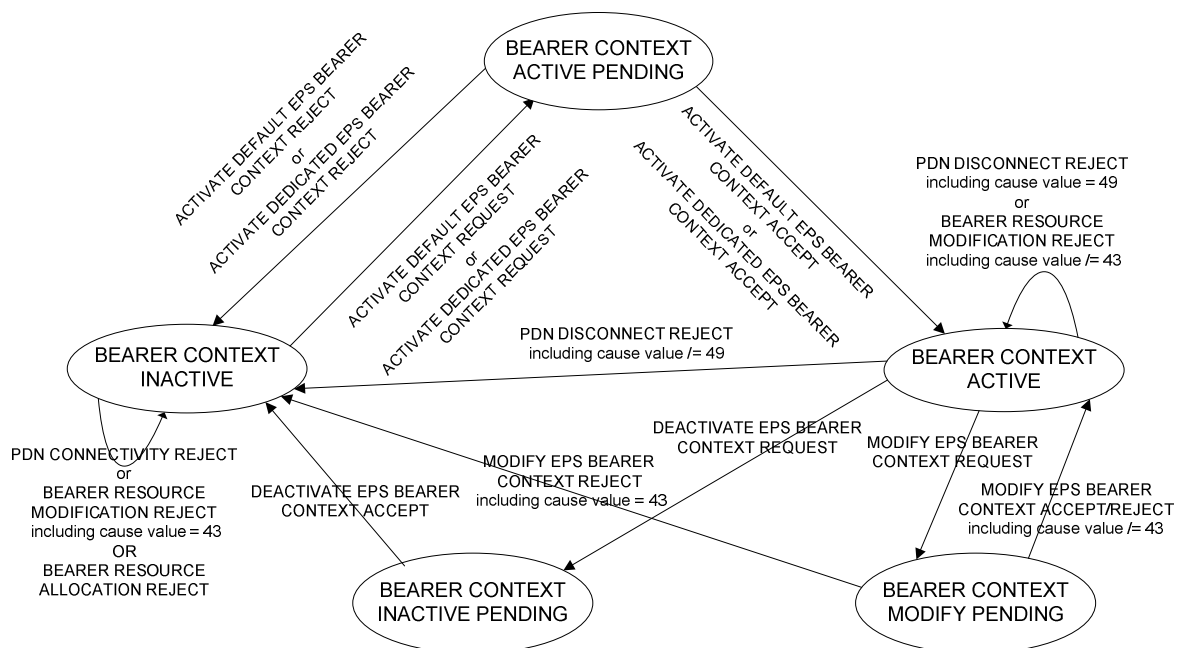 BEARER CONTEXT
ACTIVE PENDING
ACTIVATE DEFAULT EPS BEARER
CONTEXT REJECT
or
ACTIVATE DEDICATED EPS BEARER
CONTEXT REJECT
ACTIVATE DEFAULT EPS BEARER
CONTEXT REQUEST
or
ACTIVATE DEDICATED EPS BEARER
CONTEXT REQUEST
ACTIVATE DEFAULT EPS BEARER
CONTEXT ACCEPT
or
ACTIVATE DEDICATED EPS BEARER
CONTEXT ACCEPT
PDN DISCONNECT REJECT
including cause value = 49
or
BEARER RESOURCE
MODIFICATION REJECT
including cause value /= 43
PDN DISCONNECT REJECT
including cause value /= 49
BEARER CONTEXT
INACTIVE
BEARER CONTEXT
ACTIVE
PDN CONNECTIVITY REJECT
or
BEARER RESOURCE
MODIFICATION REJECT
including cause value = 43
OR
BEARER RESOURCE
ALLOCATION REJECT
DEACTIVATE EPS BEARER
CONTEXT ACCEPT
MODIFY EPS BEARER
CONTEXT REJECT
including cause value = 43
DEACTIVATE EPS BEARER
CONTEXT REQUEST
MODIFY EPS BEARER
CONTEXT REQUEST
MODIFY EPS BEARER
CONTEXT ACCEPT/REJECT
including cause value /= 43
BEARER CONTEXT
INACTIVE PENDING
BEARER CONTEXT
MODIFY PENDING